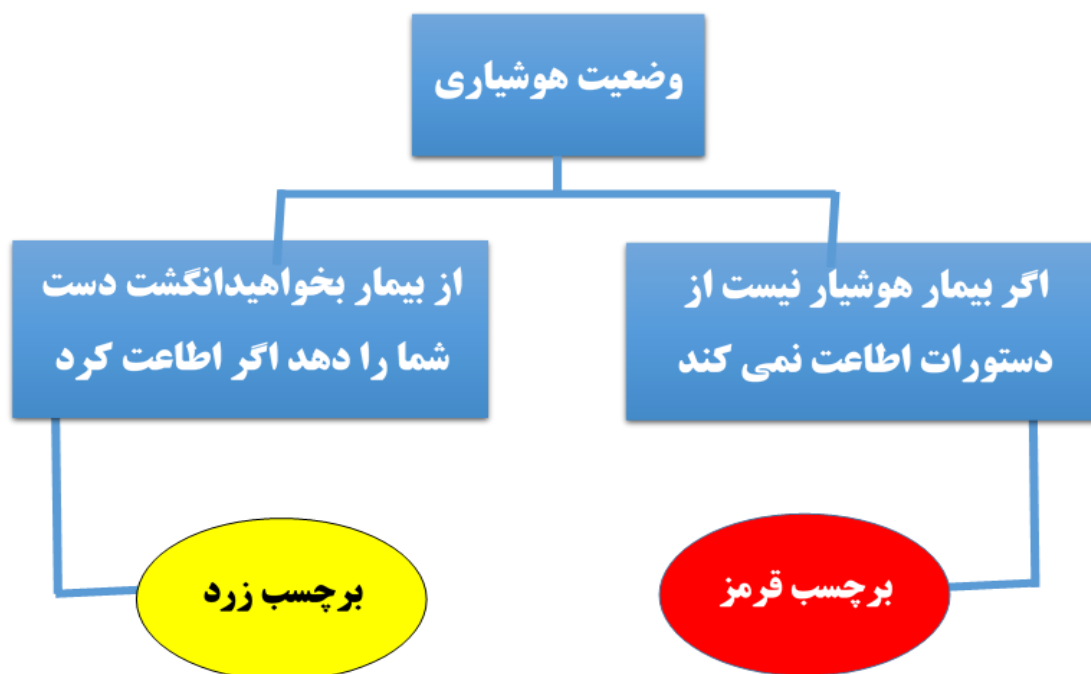 وضعیت هوشیاری
اگر بیمار هوشیار نیست از
دستورات اطاعت نمی کند
از بیمار بخواهیدانگشت دست
شما را دهد اگر اطاعت کرد
برچسب قرمز
برچسب زرد